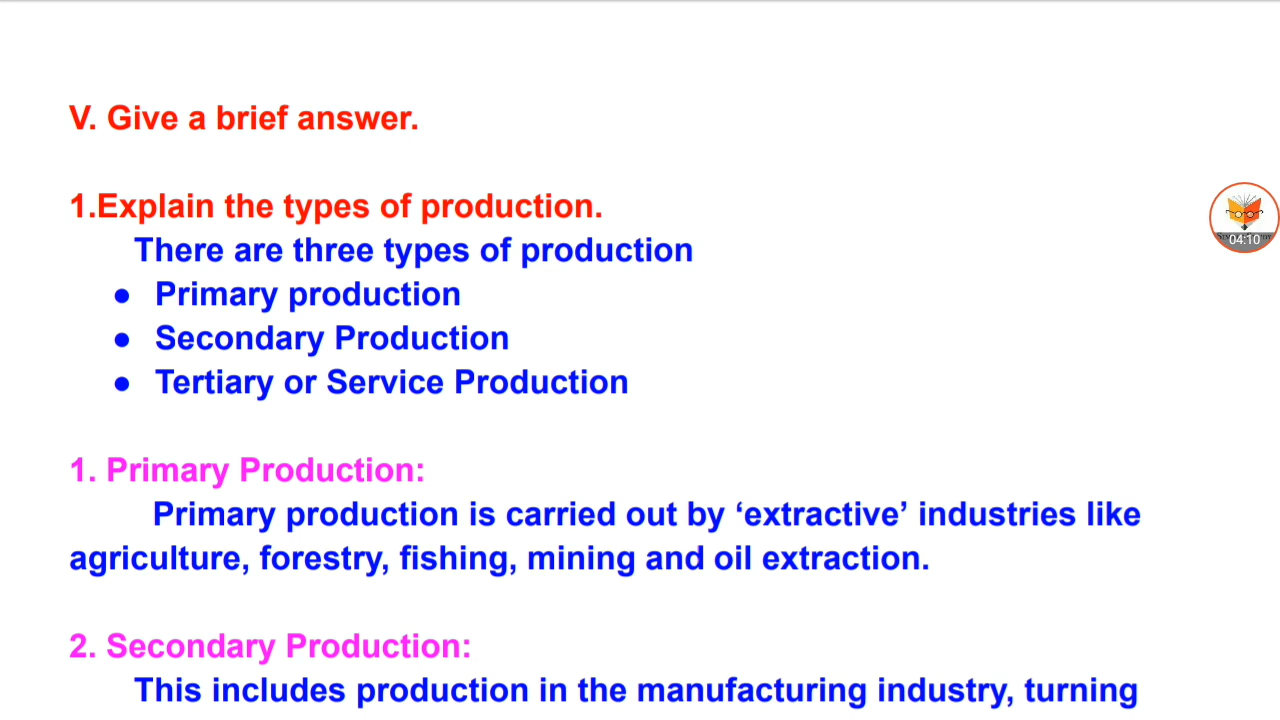 V. Give a brief answer.
1.Explain the types of production.
There are three types of production
● Primary production
● Secondary Production
● Tertiary or Service Production
1. Primary Production:
Primary production is carried out by ‘extractive’ industries like
agriculture, forestry, fishing, mining and oil extraction.
2. Secondary Production:
This includes production in the manufacturing industry, turning
04:10